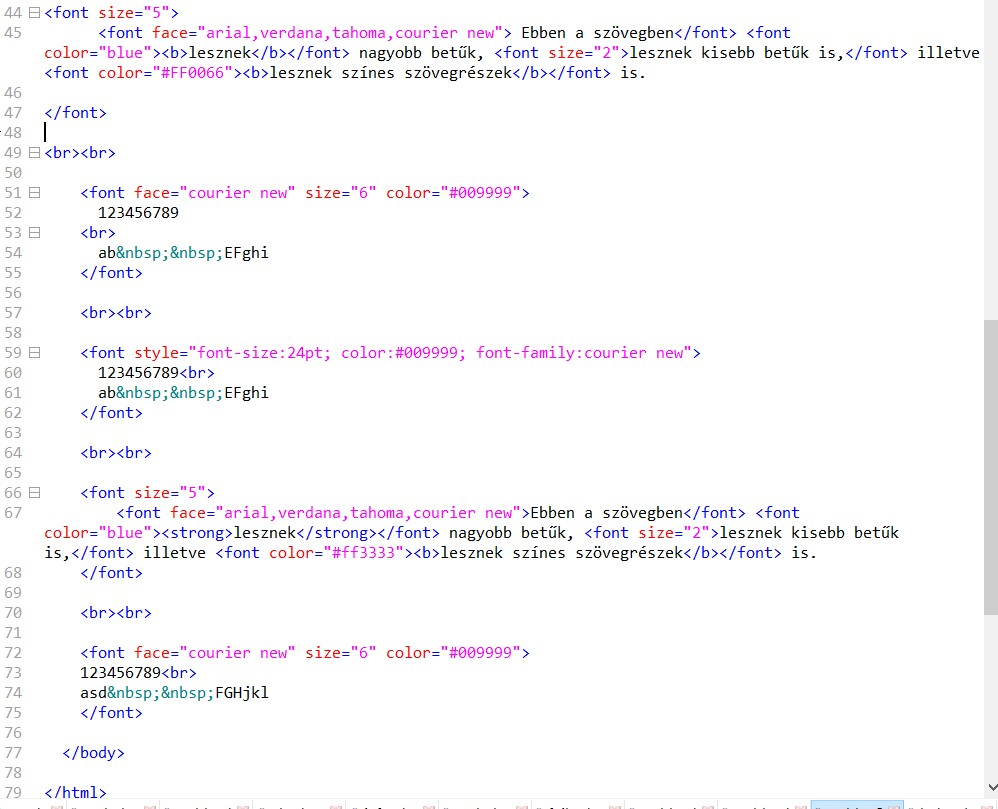 44 <font size="5">
45 <font face="arial,verdana,tahoma,courier new"> Ebben a szövegben</font> <font
color="blue"><b>lesznek</b></font> nagyobb betűk, <font size="2">lesznek kisebb betűk is,</font> illetve
<font color="#FF0066"><b>lesznek színes szövegrészek</b></font> is.
46
47 </font>
48
49 <br><br>
50
51 <font face="courier new" size="6" color="#009999">
52 123456789
53 <br>
54 ab&nbsp;&nbsp;EFghi
55 </font>
56
57 <br><br>
58
59 <font style="font-size:24pt; color:#009999; font-family:courier new">
60 123456789<br>
61 ab&nbsp;&nbsp;EFghi
62 </font>
63
64 <br><br>
65
66 <font size="5">
67 <font face="arial,verdana,tahoma,courier new">Ebben a szövegben</font> <font
color="blue"><strong>lesznek</strong></font> nagyobb betűk, <font size="2">lesznek kisebb betűk
is,</font> illetve <font color="#ff3333"><b>lesznek színes szövegrészek</b></font> is.
68 </font>
69
70 <br><br>
71
72 <font face="courier new" size="6" color="#009999">
73 123456789<br>
74 asd&nbsp;&nbsp;FGHjkl
75 </font>
76
77 </body>
78
79 </html>